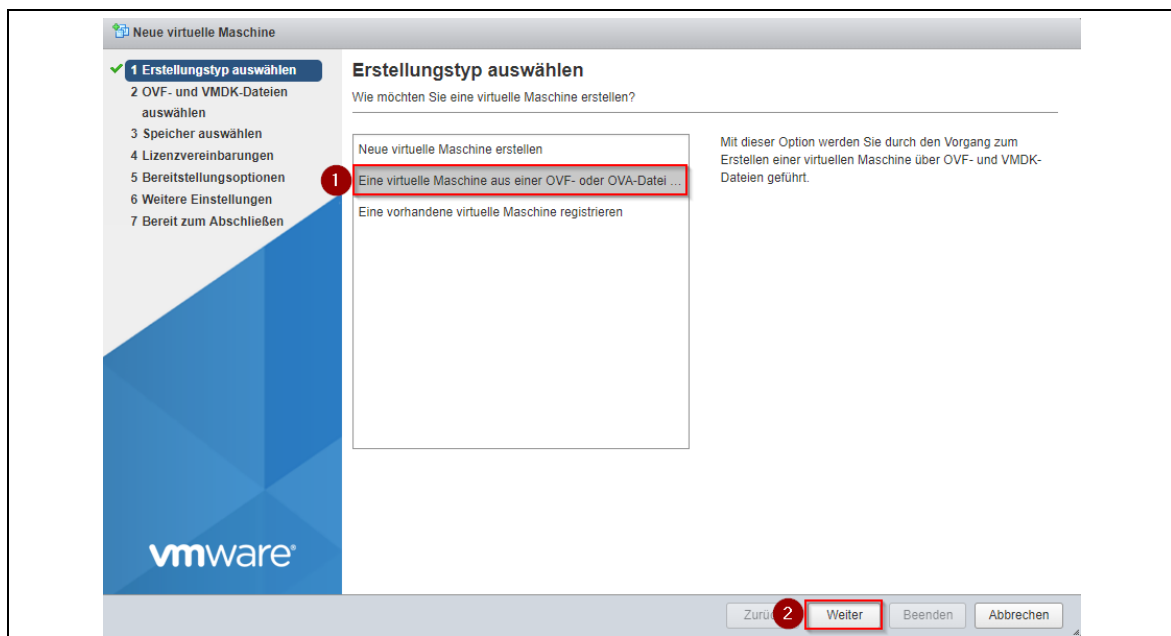 Neue virtuelle Maschine
1 Erstellungstyp auswählen
2 OVF- und VMDK-Dateien
auswählen
3 Speicher auswählen
4 Lizenzvereinbarungen
5 Bereitstellungsoptionen
6 Weitere Einstellungen
7 Bereit zum Abschließen
vmware®
Erstellungstyp auswählen
Wie möchten Sie eine virtuelle Maschine erstellen?
Neue virtuelle Maschine erstellen
1
Eine virtuelle Maschine aus einer OVF- oder OVA-Datei ...
Eine vorhandene virtuelle Maschine registrieren
Mit dieser Option werden Sie durch den Vorgang zum
Erstellen einer virtuellen Maschine über OVF- und VMDK-
Dateien geführt.
2
Weiter
Beenden
Abbrechen